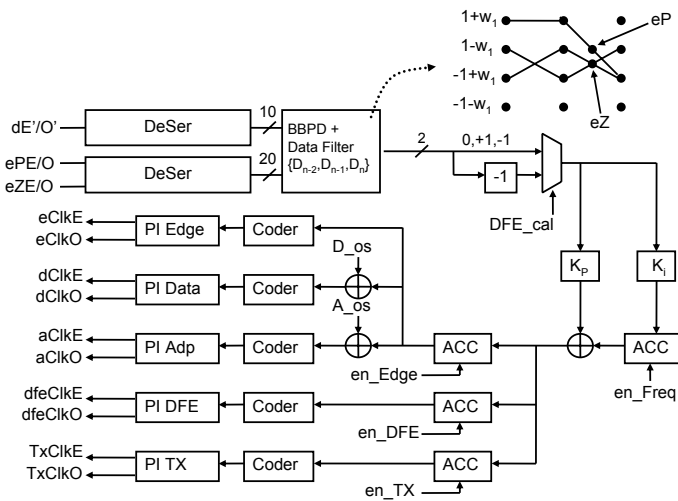 1+w1
1-w1
-1+w1
-1-w1
eP
eZ
dE'/O'
ePE/O
eZE/O
DeSer
DeSer
10
20
BBPD +
Data Filter
{Dn-2,Dn-1,Dn}
2
0,+1,-1
-1
DFE_cal
KP
Ki
eClkE
eClkO
PI Edge
Coder
D_os
dClkE
dClkO
PI Data
Coder
A_os
aClkE
aClkO
PI Adp
Coder
ACC
en_Edge
ACC
en_Freq
dfeClkE
dfeClkO
PI DFE
Coder
ACC
en_DFE
TxClkE
TxClkO
PI TX
Coder
ACC
en_TX